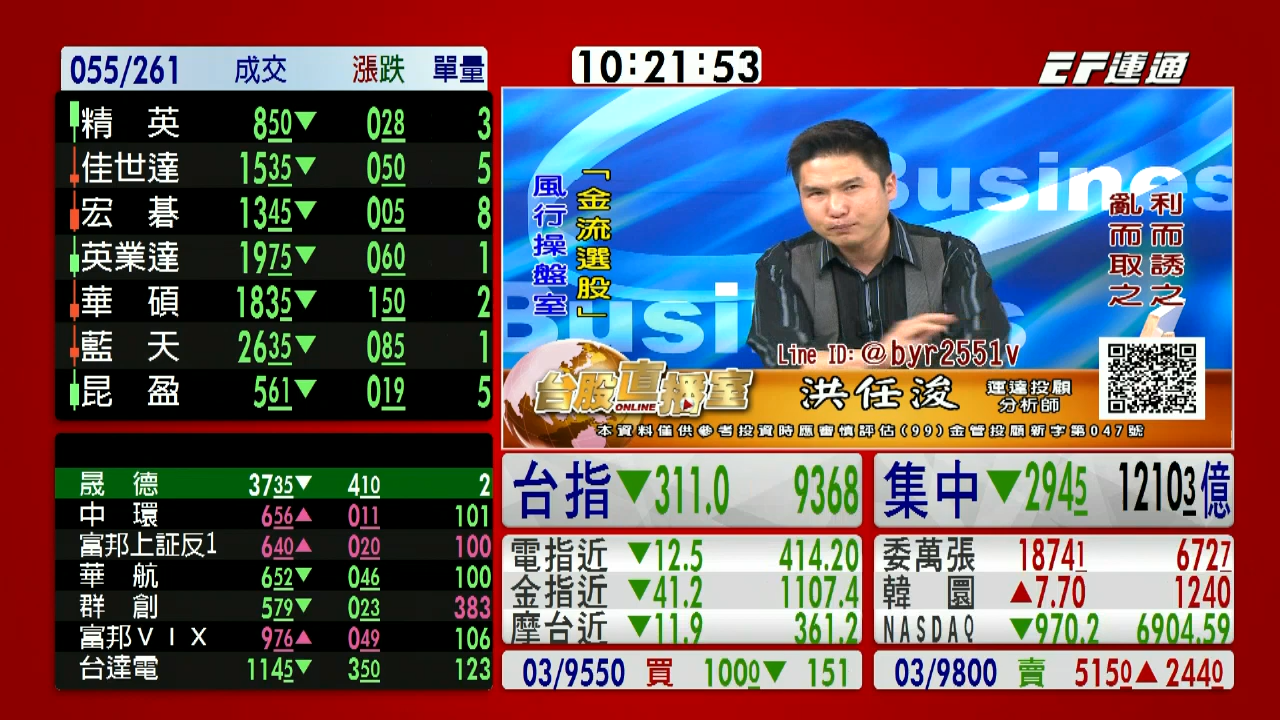 055/261 成交 漲跌 單量
精英 850▼ 028 3
佳世達 1535▼ 050 5
宏碁 1345▼ 005 8
英業達 1975▼ 060 1
華碩 1835▼ 150 2
藍天 2635▼ 085 1
昆盈 561▼ 019 5
晟德 3735▼ 410 2
中環 656▲ 011 101
富邦上証反1 640▲ 020 100
華航 652▼ 046 100
群創 579▼ 023 383
富邦VIX 976▲ 049 106
台達電 1145▼ 350 123
10:21:53
EF運通
「金流選股」
風行操盤室
Business
Business
利而誘之
亂而取之
Line ID: @byr2551v
台股直播室
ONLINE
洪任浚
運達投顧
分析師
本資料僅供參考投資時應審慎評估(99)金管投顧新字第047號
台指▼311.0 9368
集中▼2945 12103億
電指近 ▼12.5 414.20
金指近 ▼41.2 1107.4
摩台近 ▼11.9 361.2
委萬張 18741 6727
韓圜 ▲7.70 1240
NASDAQ ▼970.2 6904.59
03/9550 買 1000▼ 151
03/9800 賣 5150▲ 2440